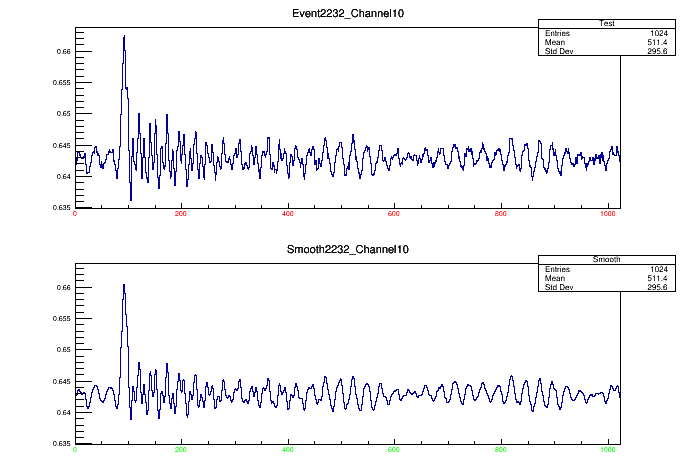 Event2232_Channel10
Test
Entries 1024
Mean 511.4
Std Dev 295.6
0.66
0.655
0.65
0.645
0.64
0.635
0 200 400 600 800 1000
Smooth2232_Channel10
Smooth
Entries 1024
Mean 511.4
Std Dev 295.6
0.66
0.655
0.65
0.645
0.64
0.635
0 200 400 600 800 1000